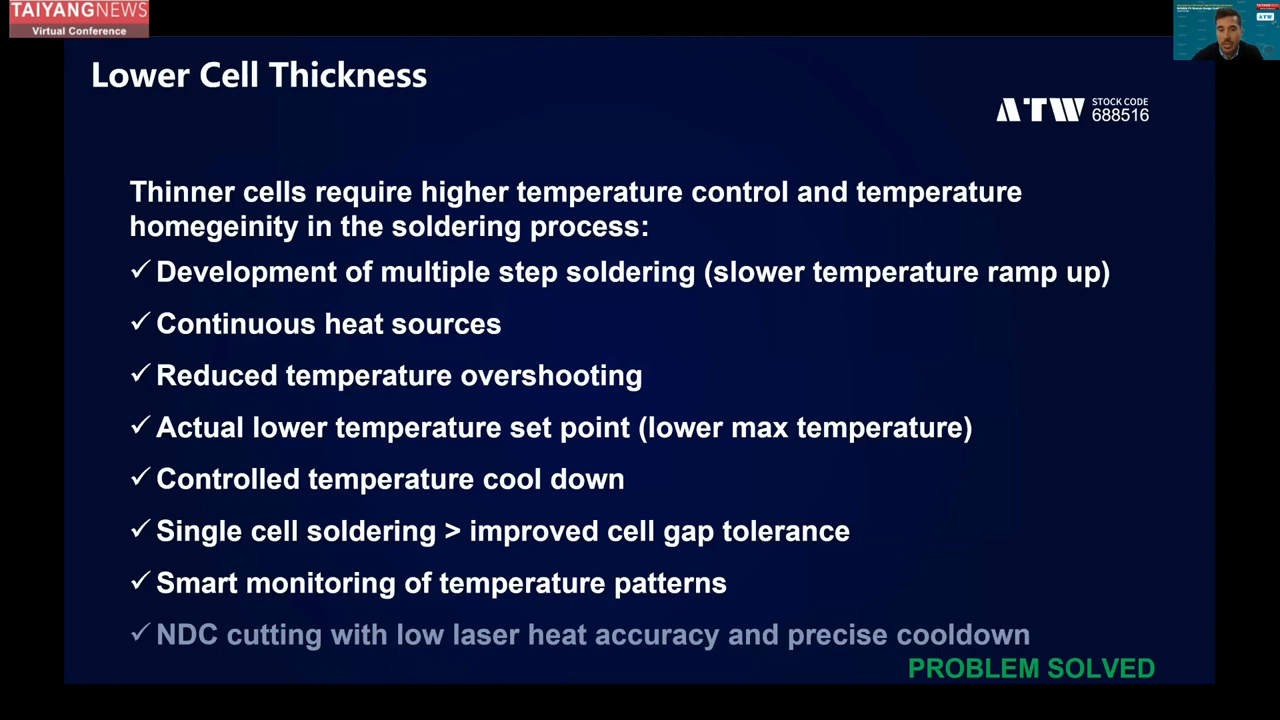 TAIYANGNEWS
Virtual Conference
Lower Cell Thickness
ATW
STOCK CODE
688516
Thinner cells require higher temperature control and temperature
homegeinity in the soldering process:
✓ Development of multiple step soldering (slower temperature ramp up)
✓ Continuous heat sources
✓ Reduced temperature overshooting
✓ Actual lower temperature set point (lower max temperature)
✓ Controlled temperature cool down
✓ Single cell soldering > improved cell gap tolerance
✓ Smart monitoring of temperature patterns
✓ NDC cutting with low laser heat accuracy and precise cooldown
PROBLEM SOLVED